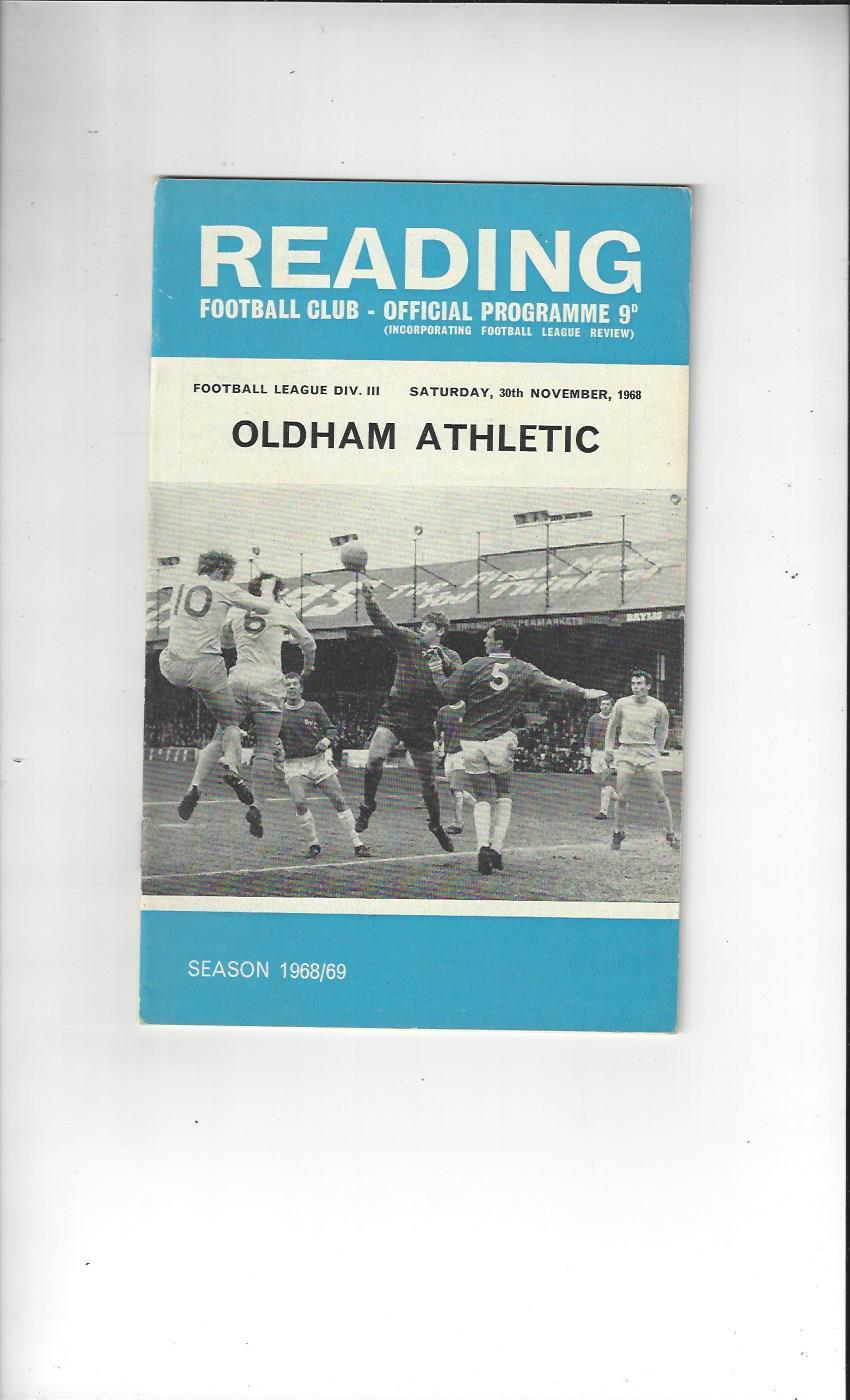 READING
FOOTBALL CLUB - OFFICIAL PROGRAMME 9D
(INCORPORATING FOOTBALL LEAGUE REVIEW)
FOOTBALL LEAGUE DIV. III SATURDAY, 30th NOVEMBER, 1968
OLDHAM ATHLETIC
10
6
5
SEASON 1968/69